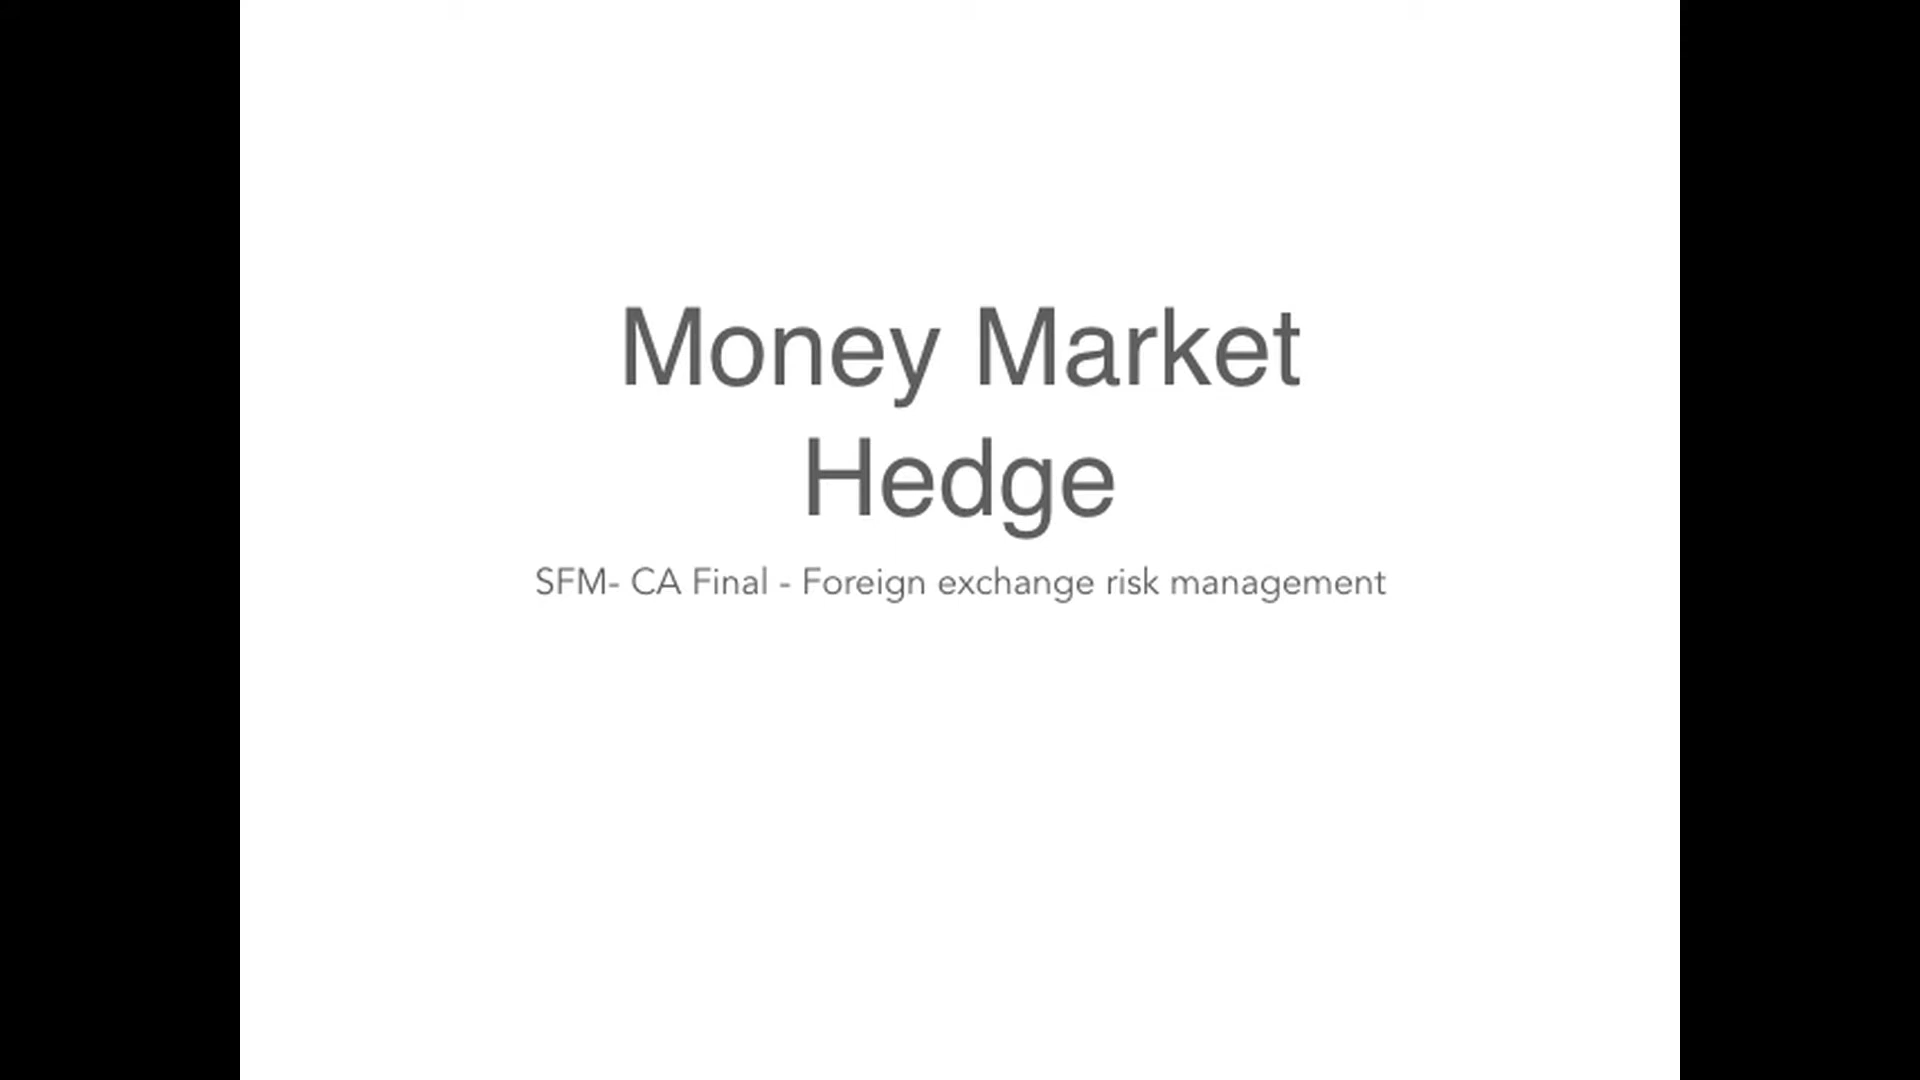 Money Market
Hedge
SFM- CA Final - Foreign exchange risk management